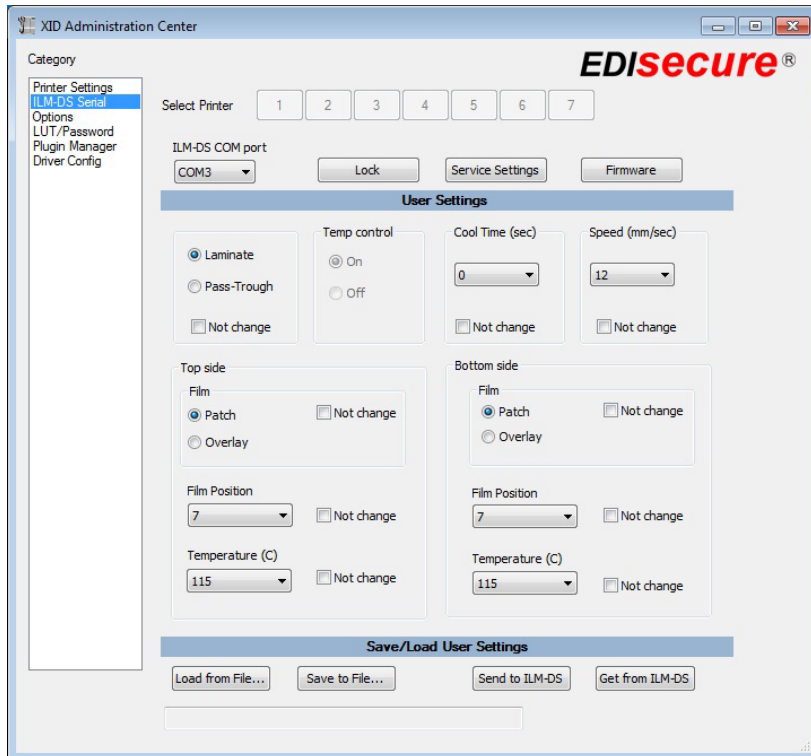 XID Administration Center
Category
EDIsecure®
Printer Settings
ILM-DS Serial
Options
LUT/Password
Plugin Manager
Driver Config
Select Printer 1 2 3 4 5 6 7
ILM-DS COM port
COM3 Lock Service Settings Firmware
User Settings
Temp control Cool Time (sec) Speed (mm/sec)
Laminate On
0 12
Pass-Trough Off
Not change Not change Not change
Top side Bottom side
Film Film
Patch Not change Patch Not change
Overlay Overlay
Film Position Film Position
7 Not change 7 Not change
Temperature (C) Temperature (C)
115 Not change 115 Not change
Save/Load User Settings
Load from File... Save to File... Send to ILM-DS Get from ILM-DS